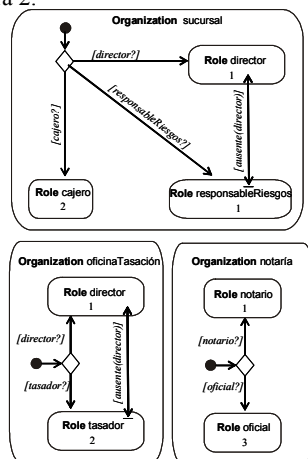 a 2.
Organization sucursal
[director?]
Role director
1
[cajero?]
[responsableRiesgos?]
[ausente(director)]
Role cajero
2
Role responsableRiesgos
1
Organization oficinaTasación
Role director
1
[director?]
[tasador?]
[ausente(director)]
Role tasador
2
Organization notaría
Role notario
1
[notario?]
[oficial?]
Role oficial
3